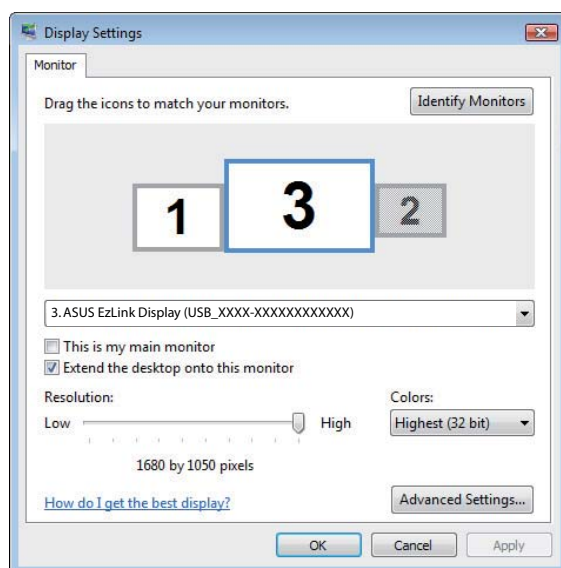 Display Settings
Monitor
Drag the icons to match your monitors.
Identify Monitors
1
3
2
3. ASUS EzLink Display (USB_XXXX-XXXXXXXXXXXX)
This is my main monitor
Extend the desktop onto this monitor
Resolution:
Colors:
Low
High
Highest (32 bit)
1680 by 1050 pixels
How do I get the best display?
Advanced Settings...
OK
Cancel
Apply